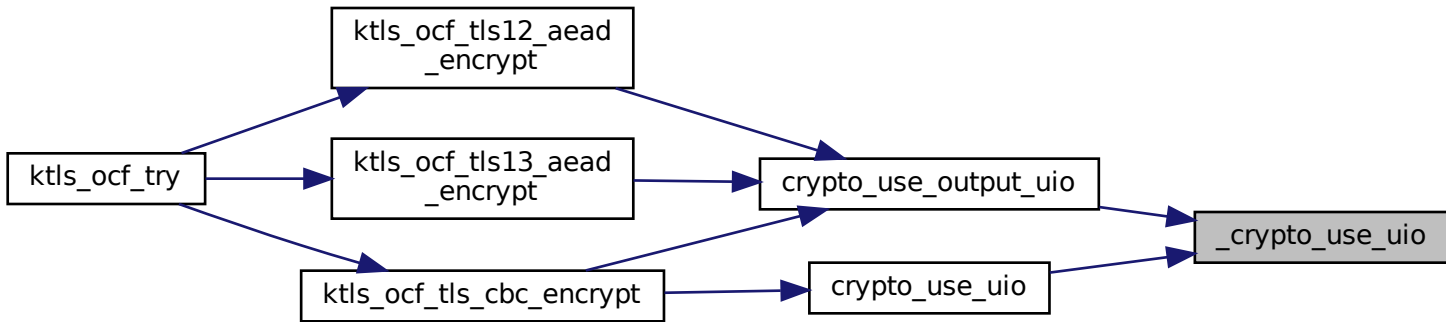 ktls_ocf_tls12_aead
_encrypt
ktls_ocf_try
ktls_ocf_tls13_aead
_encrypt
crypto_use_output_uio
_crypto_use_uio
ktls_ocf_tls_cbc_encrypt
crypto_use_uio